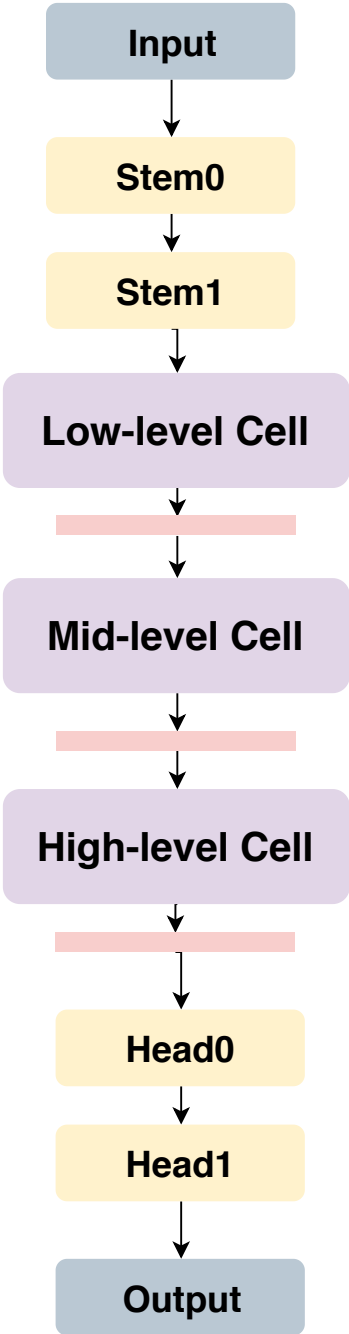 Input
Stem0
Stem1
Low-level Cell
Mid-level Cell
High-level Cell
Head0
Head1
Output